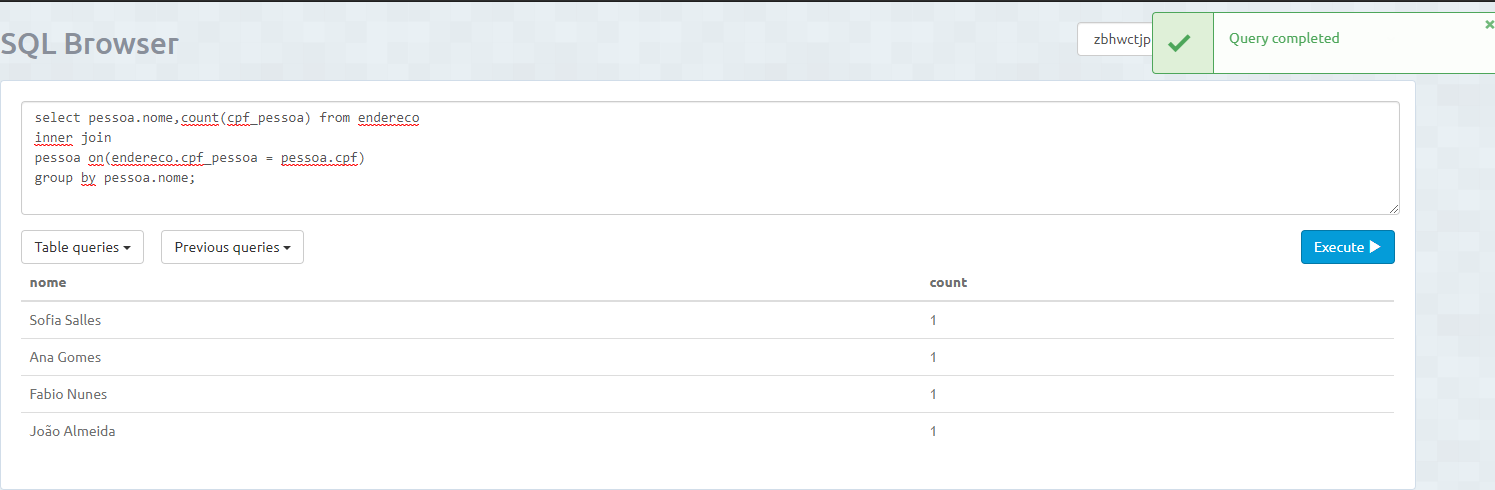 SQL Browser
zbhwctjp
Query completed
select pessoa.nome,count(cpf_pessoa) from endereco
inner join
pessoa on(endereco.cpf_pessoa = pessoa.cpf)
group by pessoa.nome;
Table queries
Previous queries
Execute
nome count
Sofia Salles 1
Ana Gomes 1
Fabio Nunes 1
João Almeida 1